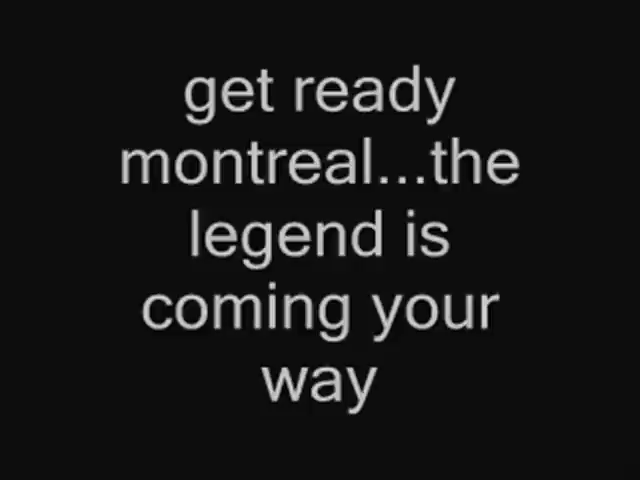 get ready
montreal...the
legend is
coming your
way